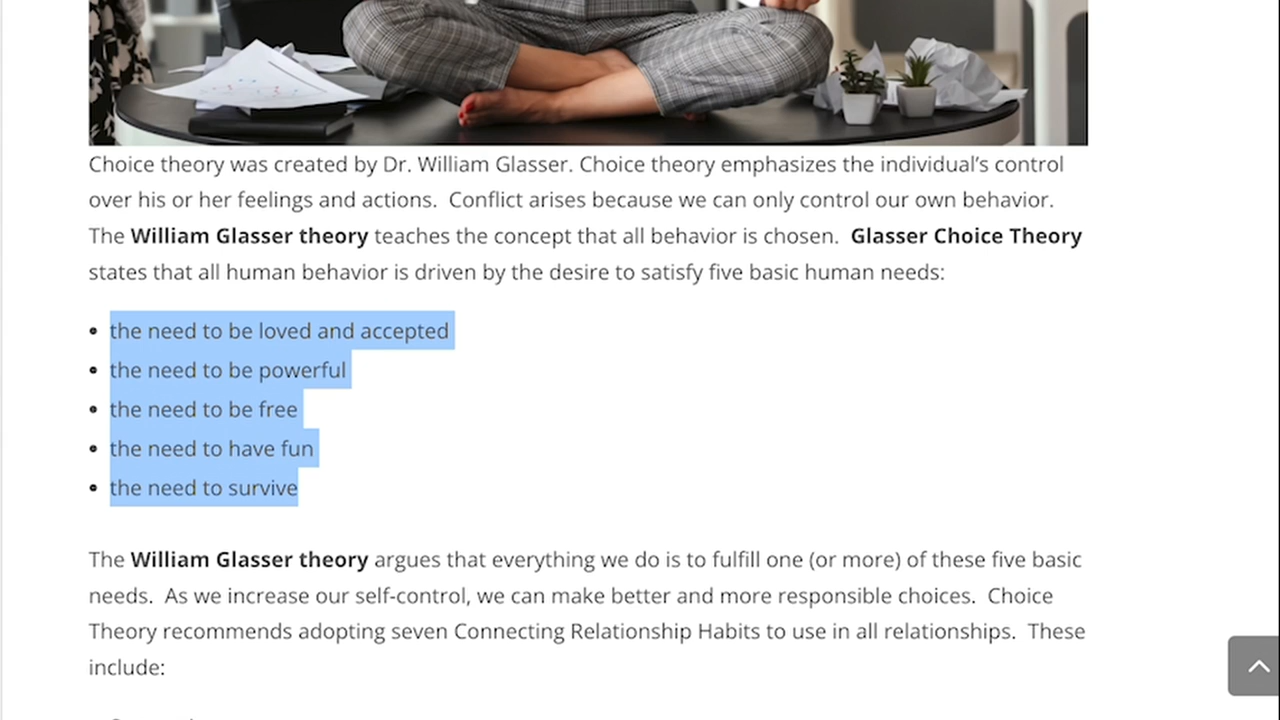 Choice theory was created by Dr. William Glasser. Choice theory emphasizes the individual’s control
over his or her feelings and actions.  Conflict arises because we can only control our own behavior.
The William Glasser theory teaches the concept that all behavior is chosen.  Glasser Choice Theory
states that all human behavior is driven by the desire to satisfy five basic human needs:
• the need to be loved and accepted
• the need to be powerful
• the need to be free
• the need to have fun
• the need to survive
The William Glasser theory argues that everything we do is to fulfill one (or more) of these five basic
needs.  As we increase our self-control, we can make better and more responsible choices.  Choice
Theory recommends adopting seven Connecting Relationship Habits to use in all relationships.  These
include: